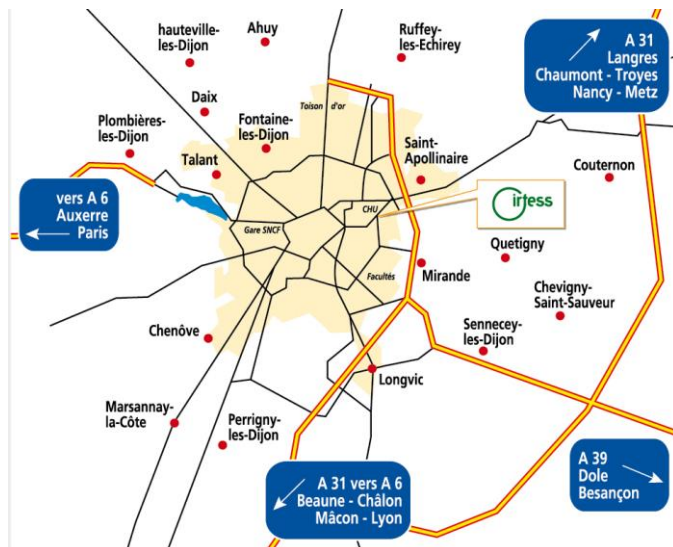 hauteville-
les-Dijon
Ahuy
Ruffey-
les-Echirey
A 31
Langres
Chaumont - Troyes
Nancy - Metz
Daix
Toison d'or
Plombières-
les-Dijon
Fontaine-
les-Dijon
Talant
Saint-
Apollinaire
Couternon
vers A 6
Auxerre
Paris
CHU
irtess
Gare SNCF
Quetigny
Facultés
Mirande
Chevigny-
Saint-Sauveur
Chenôve
Sennecey-
les-Dijon
Longvic
Marsannay-
la-Côte
Perrigny-
les-Dijon
A 31 vers A 6
Beaune - Châlon
Mâcon - Lyon
A 39
Dole
Besançon